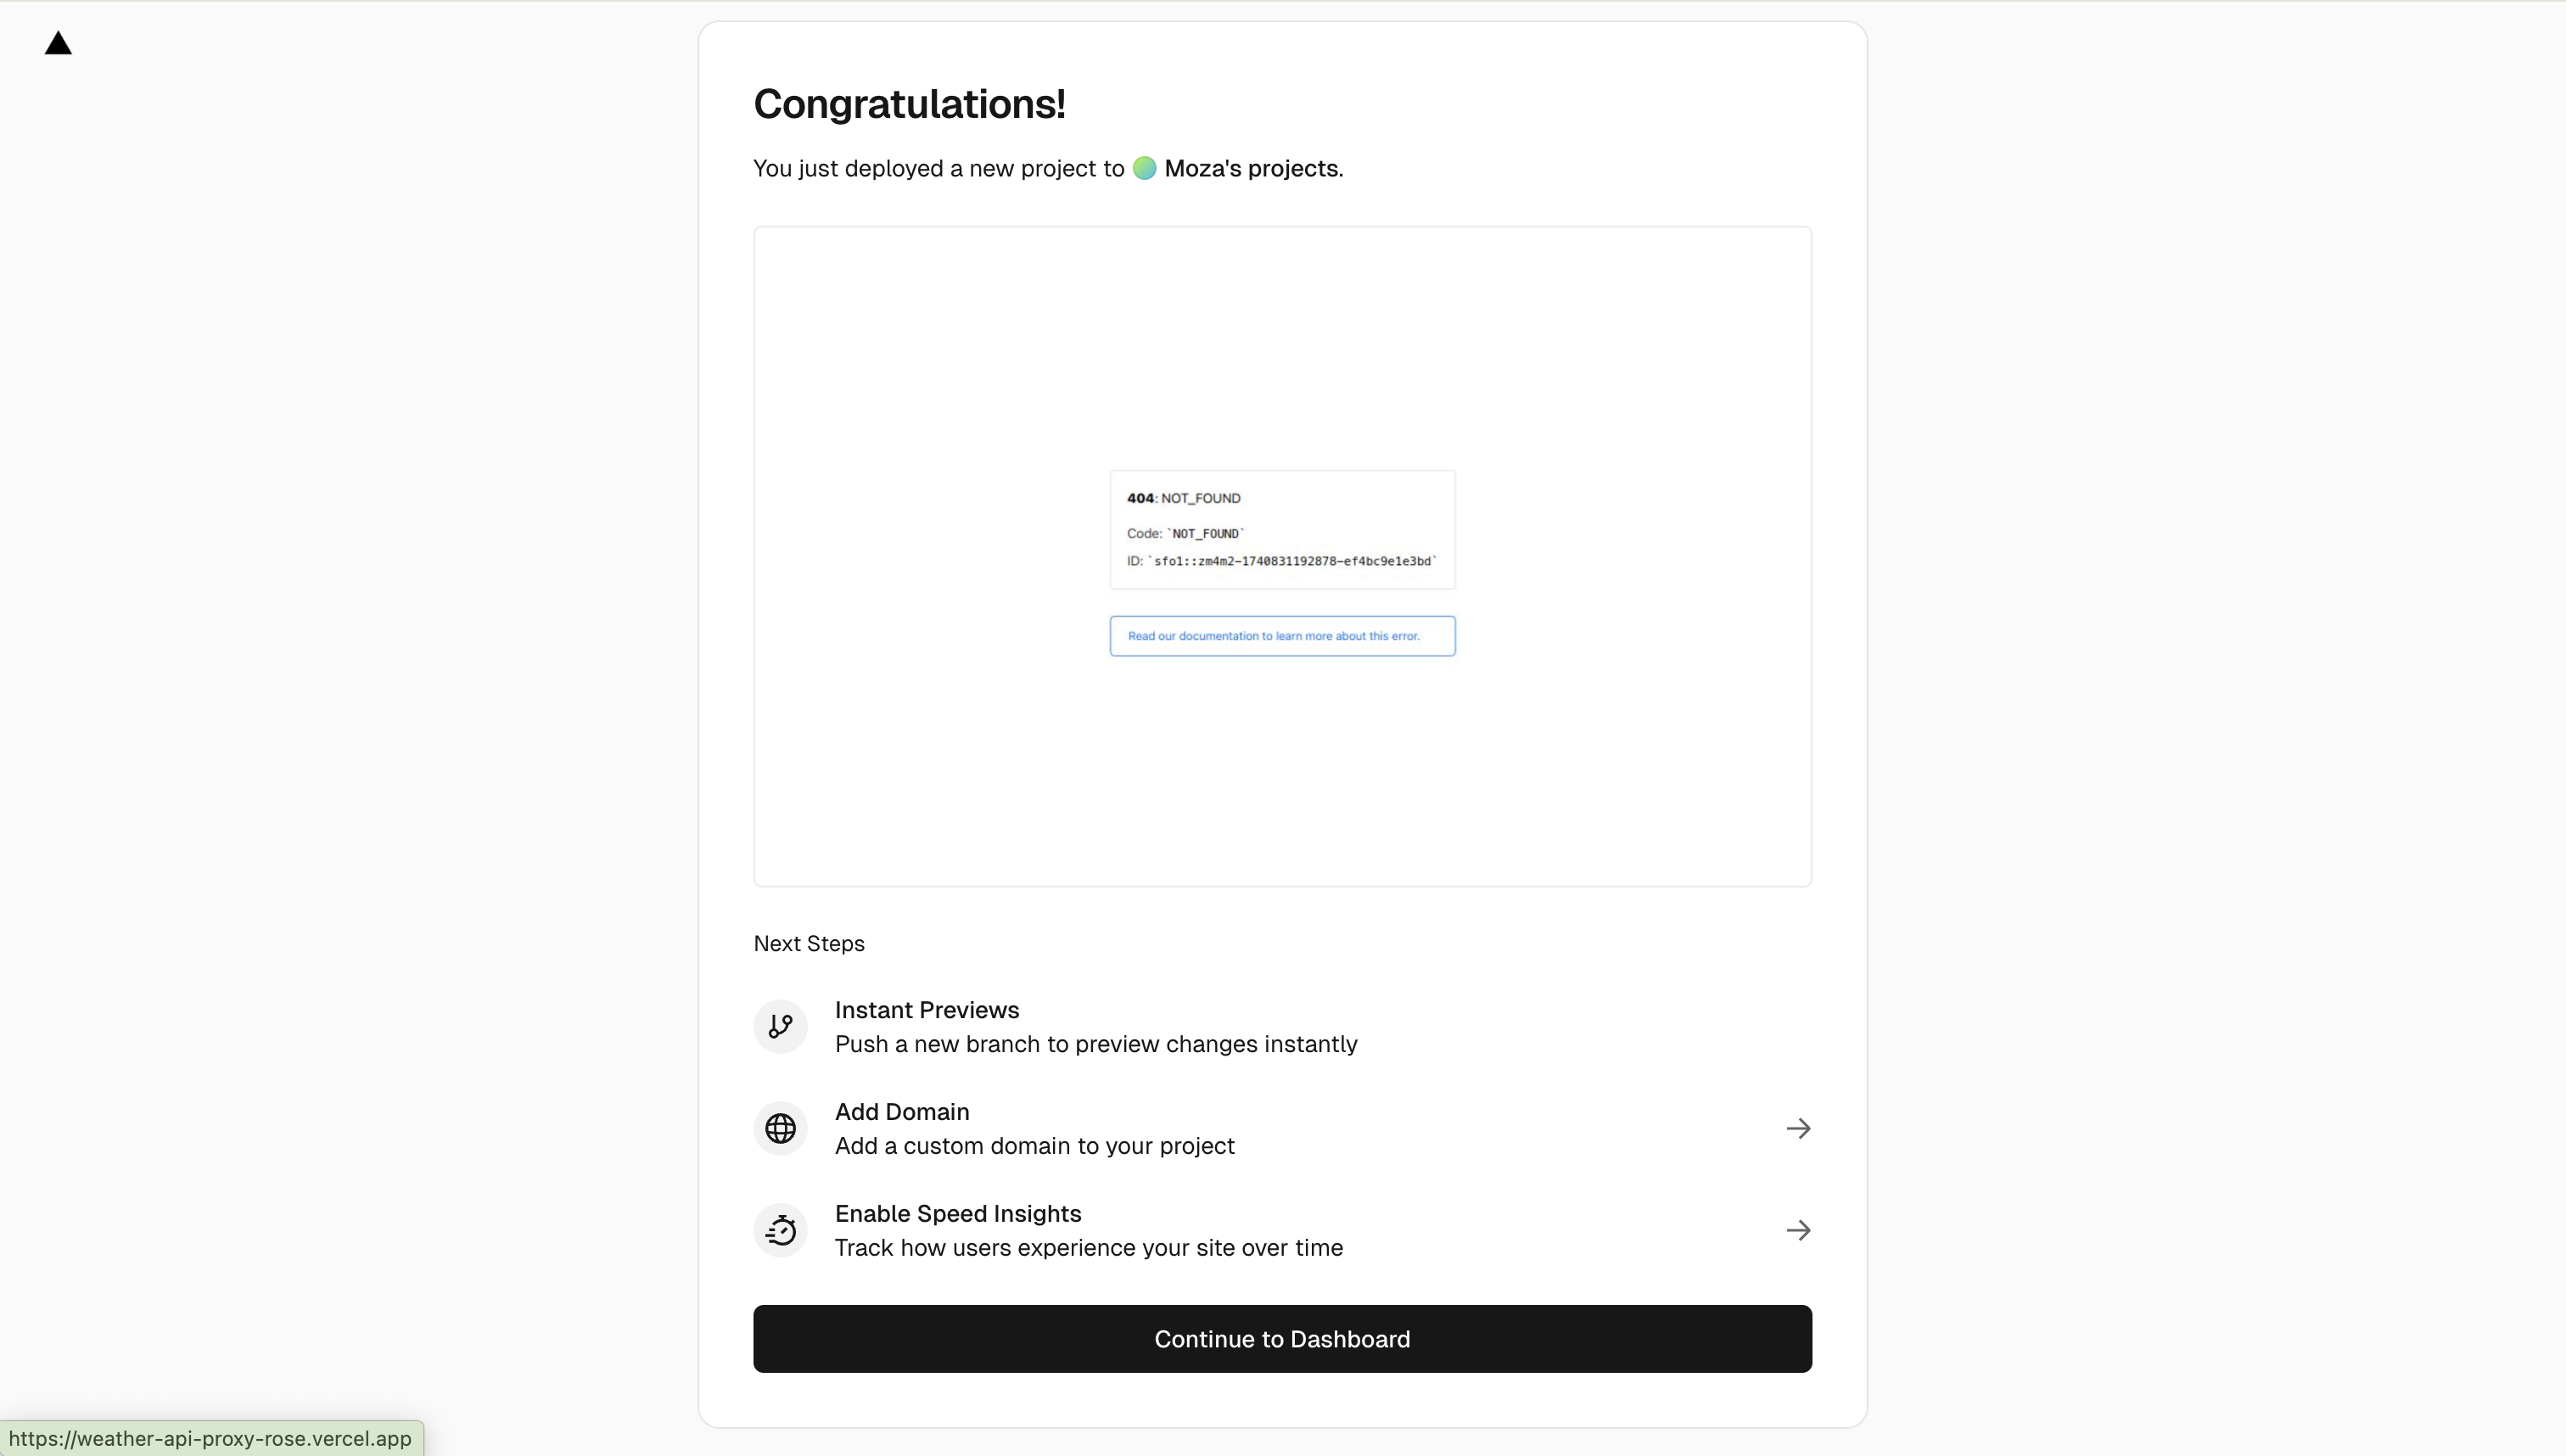 Congratulations!
You just deployed a new project to Moza's projects.
404: NOT_FOUND
Code: `NOT_FOUND`
ID: `sfo1::zm4m2-1740831192878-ef4bc9e1e3bd`
Read our documentation to learn more about this error.
Next Steps
Instant Previews
Push a new branch to preview changes instantly
Add Domain
Add a custom domain to your project
Enable Speed Insights
Track how users experience your site over time
Continue to Dashboard
https://weather-api-proxy-rose.vercel.app